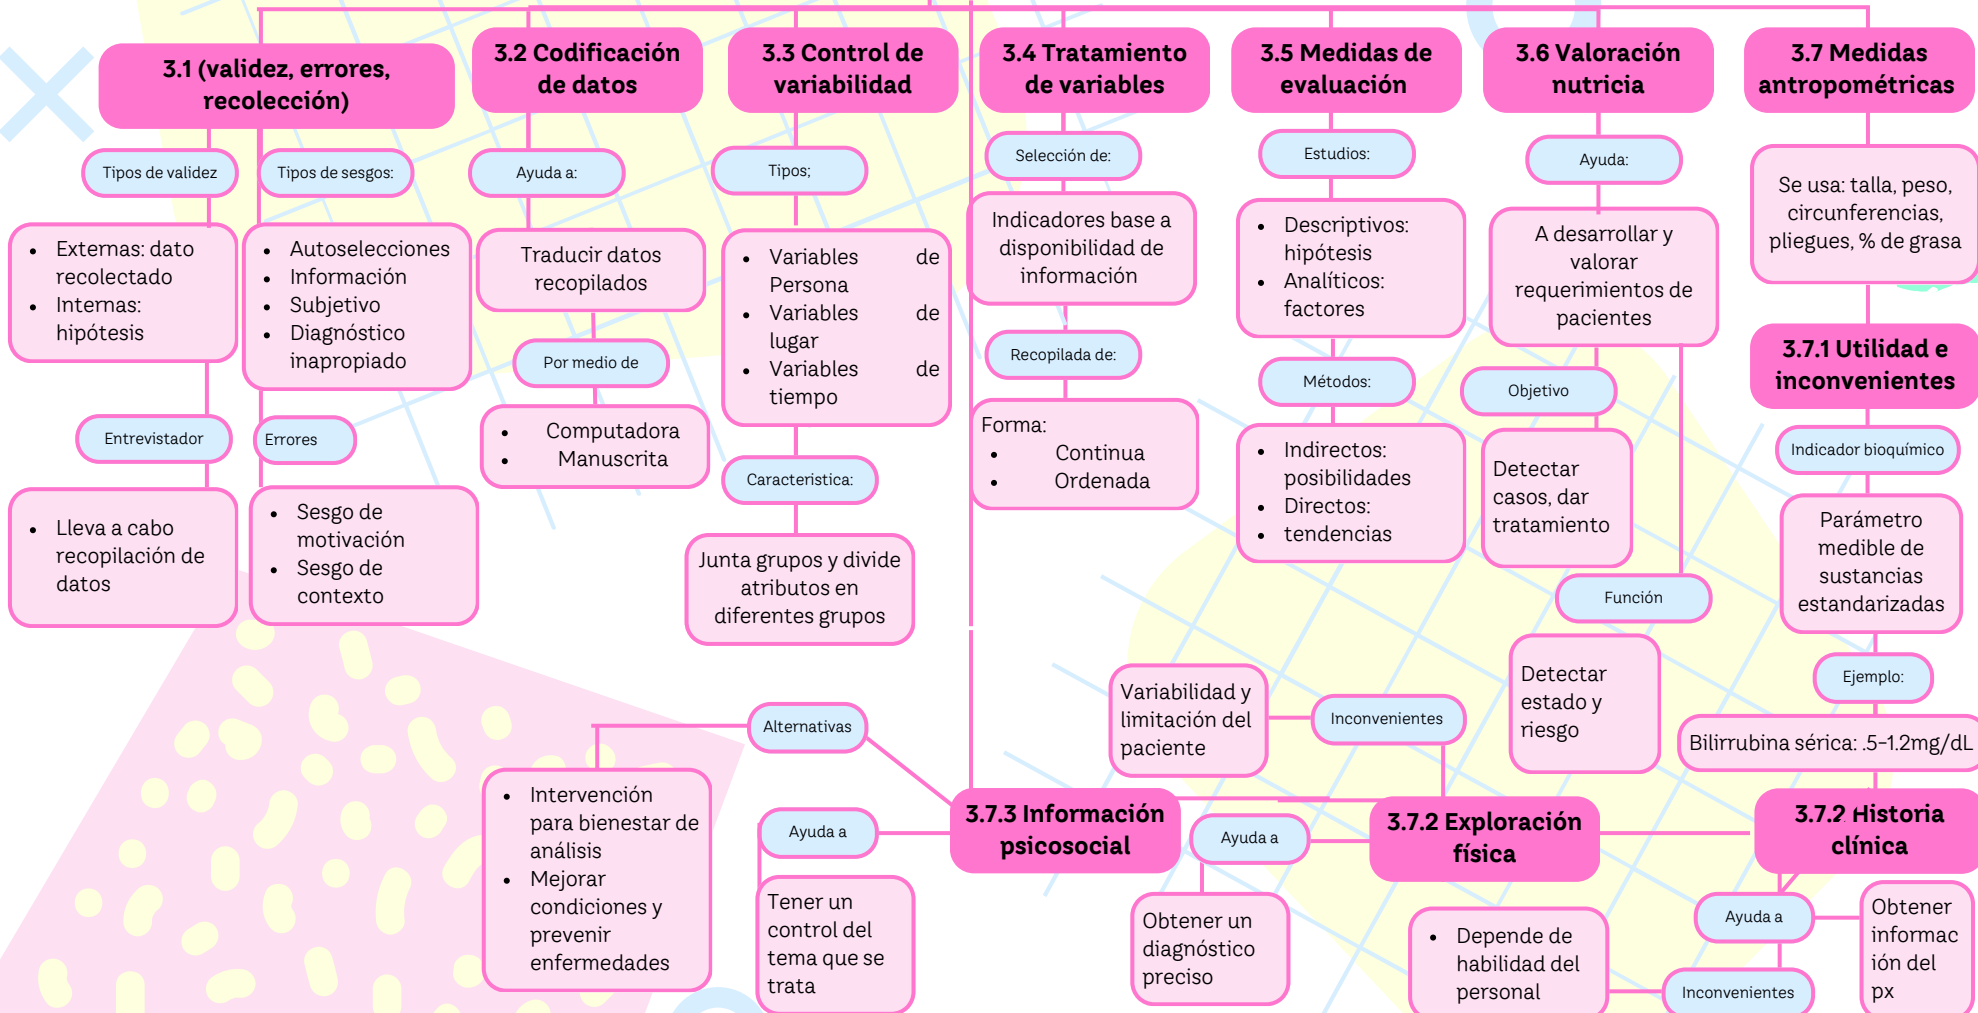 3.1 (validez, errores,
recolección)
Tipos de validez
Externas: dato
recolectado
Internas:
hipótesis
Entrevistador
Lleva a cabo
recopilación de
datos
Tipos de sesgos:
Autoselecciones
Información
Subjetivo
Diagnóstico
inapropiado
Errores
Sesgo de
motivación
Sesgo de
contexto
3.2 Codificación
de datos
Ayuda a:
Traducir datos
recopilados
Por medio de
Computadora
Manuscrita
3.3 Control de
variabilidad
Tipos;
Variables de
Persona
Variables de
lugar
Variables de
tiempo
Caracteristica:
Junta grupos y divide
atributos en
diferentes grupos
3.4 Tratamiento
de variables
Selección de:
Indicadores base a
disponibilidad de
información
Recopilada de:
Forma:
Continua
Ordenada
3.5 Medidas de
evaluación
Estudios:
Descriptivos:
hipótesis
Analíticos:
factores
Métodos:
Indirectos:
posibilidades
Directos:
tendencias
3.6 Valoración
nutricia
Ayuda:
A desarrollar y
valorar
requerimientos de
pacientes
Objetivo
Detectar
casos, dar
tratamiento
Función
Detectar
estado y
riesgo
3.7 Medidas
antropométricas
Se usa: talla, peso,
circunferencias,
pliegues, % de grasa
3.7.1 Utilidad e
inconvenientes
Indicador bioquímico
Parámetro
medible de
sustancias
estandarizadas
Ejemplo:
Bilirrubina sérica: .5-1.2mg/dL
3.7.2 Historia
clínica
Ayuda a
Obtener
informac
ión del
px
Inconvenientes
Depende de
habilidad del
personal
3.7.2 Exploración
física
Inconvenientes
Variabilidad y
limitación del
paciente
Ayuda a
Obtener un
diagnóstico
preciso
3.7.3 Información
psicosocial
Alternativas
Intervención
para bienestar de
análisis
Mejorar
condiciones y
prevenir
enfermedades
Ayuda a
Tener un
control del
tema que se
trata